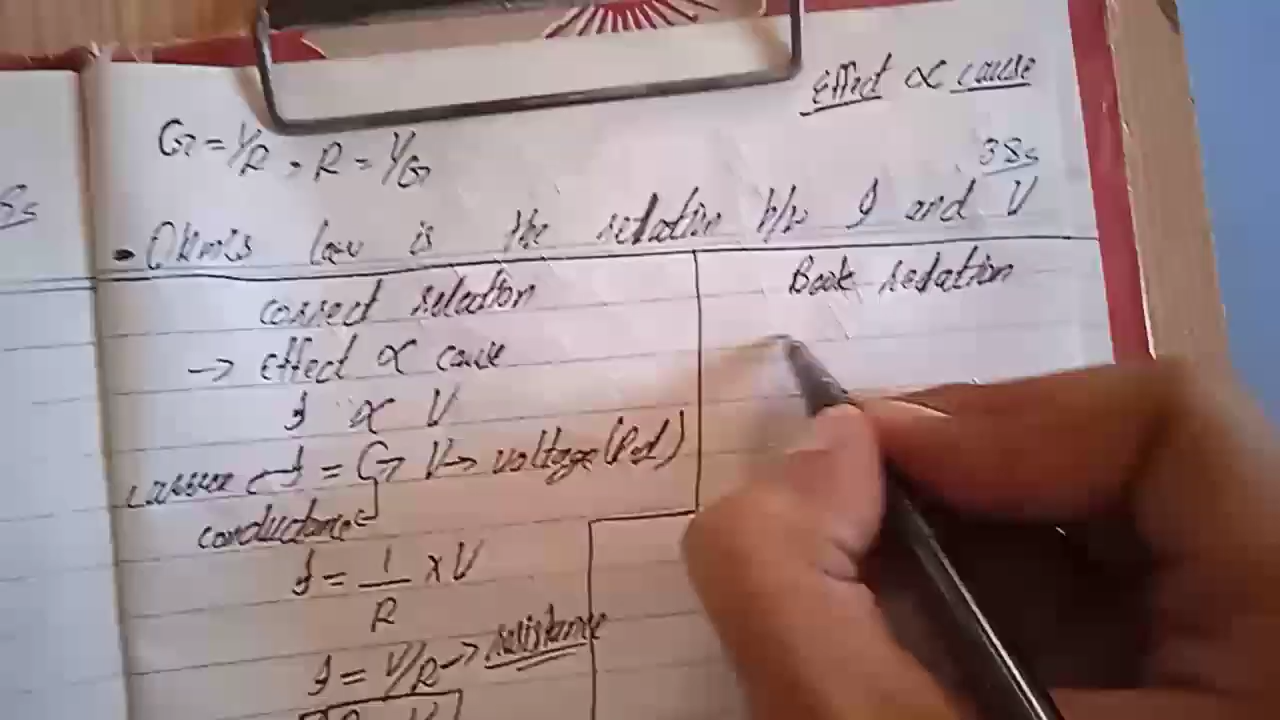 Effect ∝ cause
G = 1/R, R = 1/G
• Ohm's law is the relation b/w I and V
correct relation
Book relation
→ Effect ∝ cause
I ∝ V
I = G V → voltage (Pd)
conductance
I = 1/R × V
I = V/R → resistance